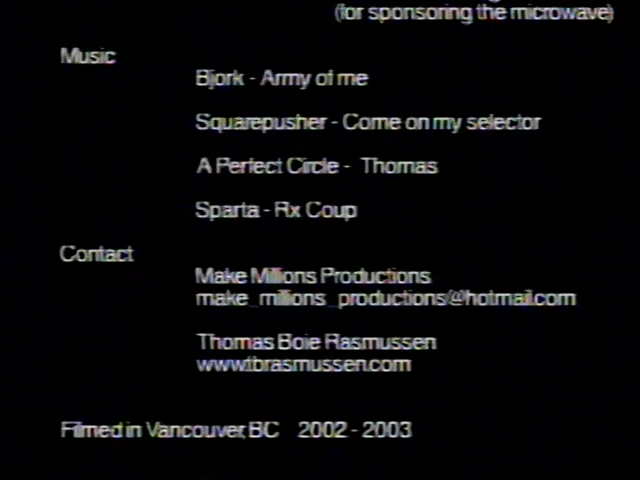 (for sponsoring the microwave)
Music
Bjork - Army of me
Squarepusher - Come on my selector
A Perfect Circle - Thomas
Sparta - Rx Coup
Contact
Make Millions Productions
make_millions_productions@hotmail.com
Thomas Boie Rasmussen
www.tbrasmussen.com
Filmed in Vancouver, BC 2002 - 2003